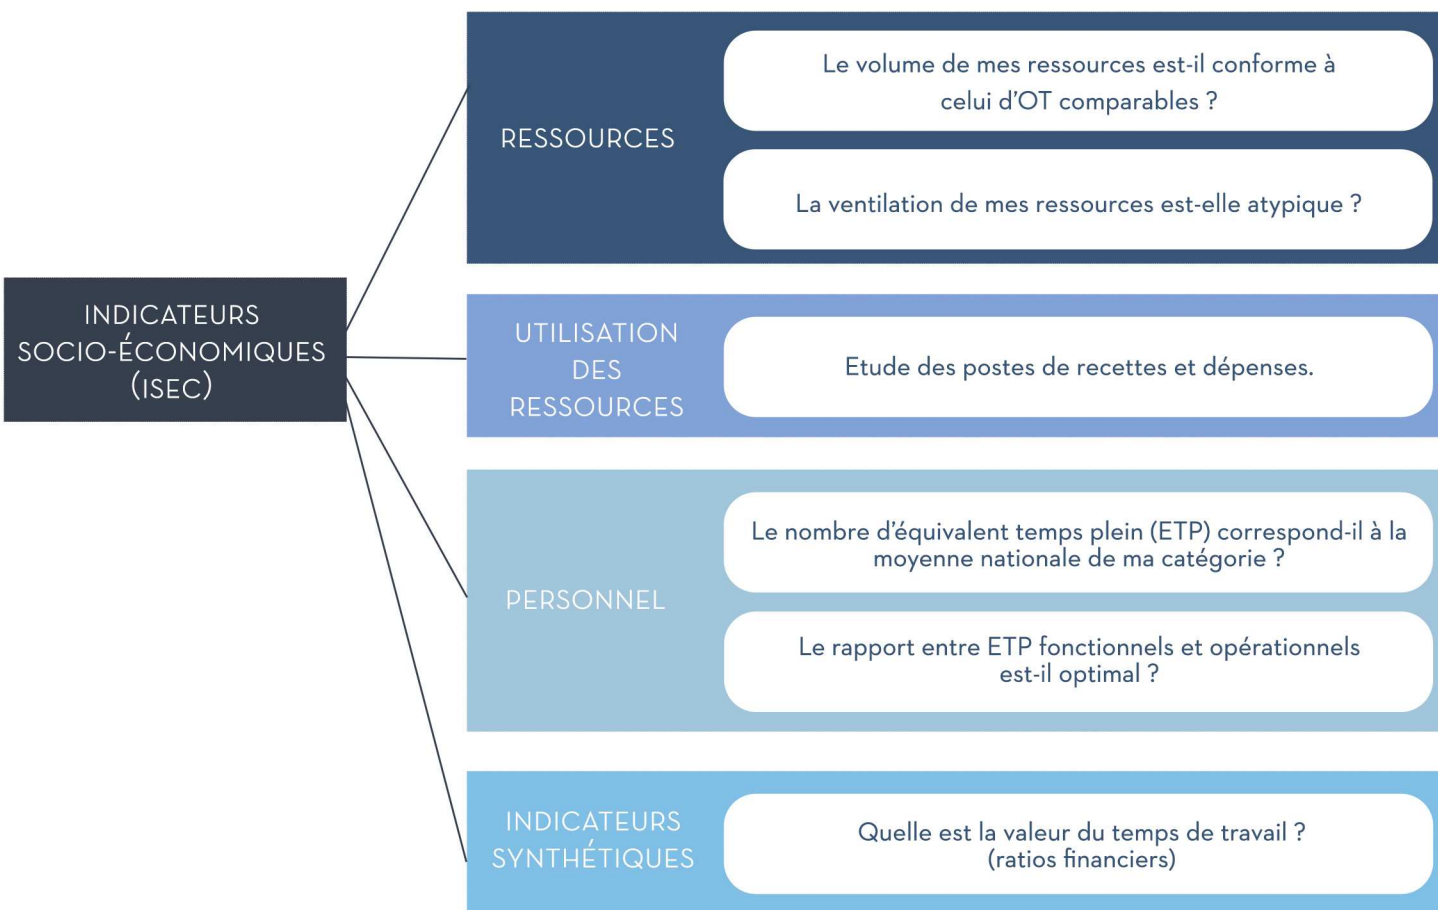 INDICATEURS
SOCIO-ÉCONOMIQUES
(ISEC)
RESSOURCES
Le volume de mes ressources est-il conforme à
celui d'OT comparables ?
La ventilation de mes ressources est-elle atypique ?
UTILISATION
DES
RESSOURCES
Etude des postes de recettes et dépenses.
PERSONNEL
Le nombre d'équivalent temps plein (ETP) correspond-il à la
moyenne nationale de ma catégorie ?
Le rapport entre ETP fonctionnels et opérationnels
est-il optimal ?
INDICATEURS
SYNTHÉTIQUES
Quelle est la valeur du temps de travail ?
(ratios financiers)